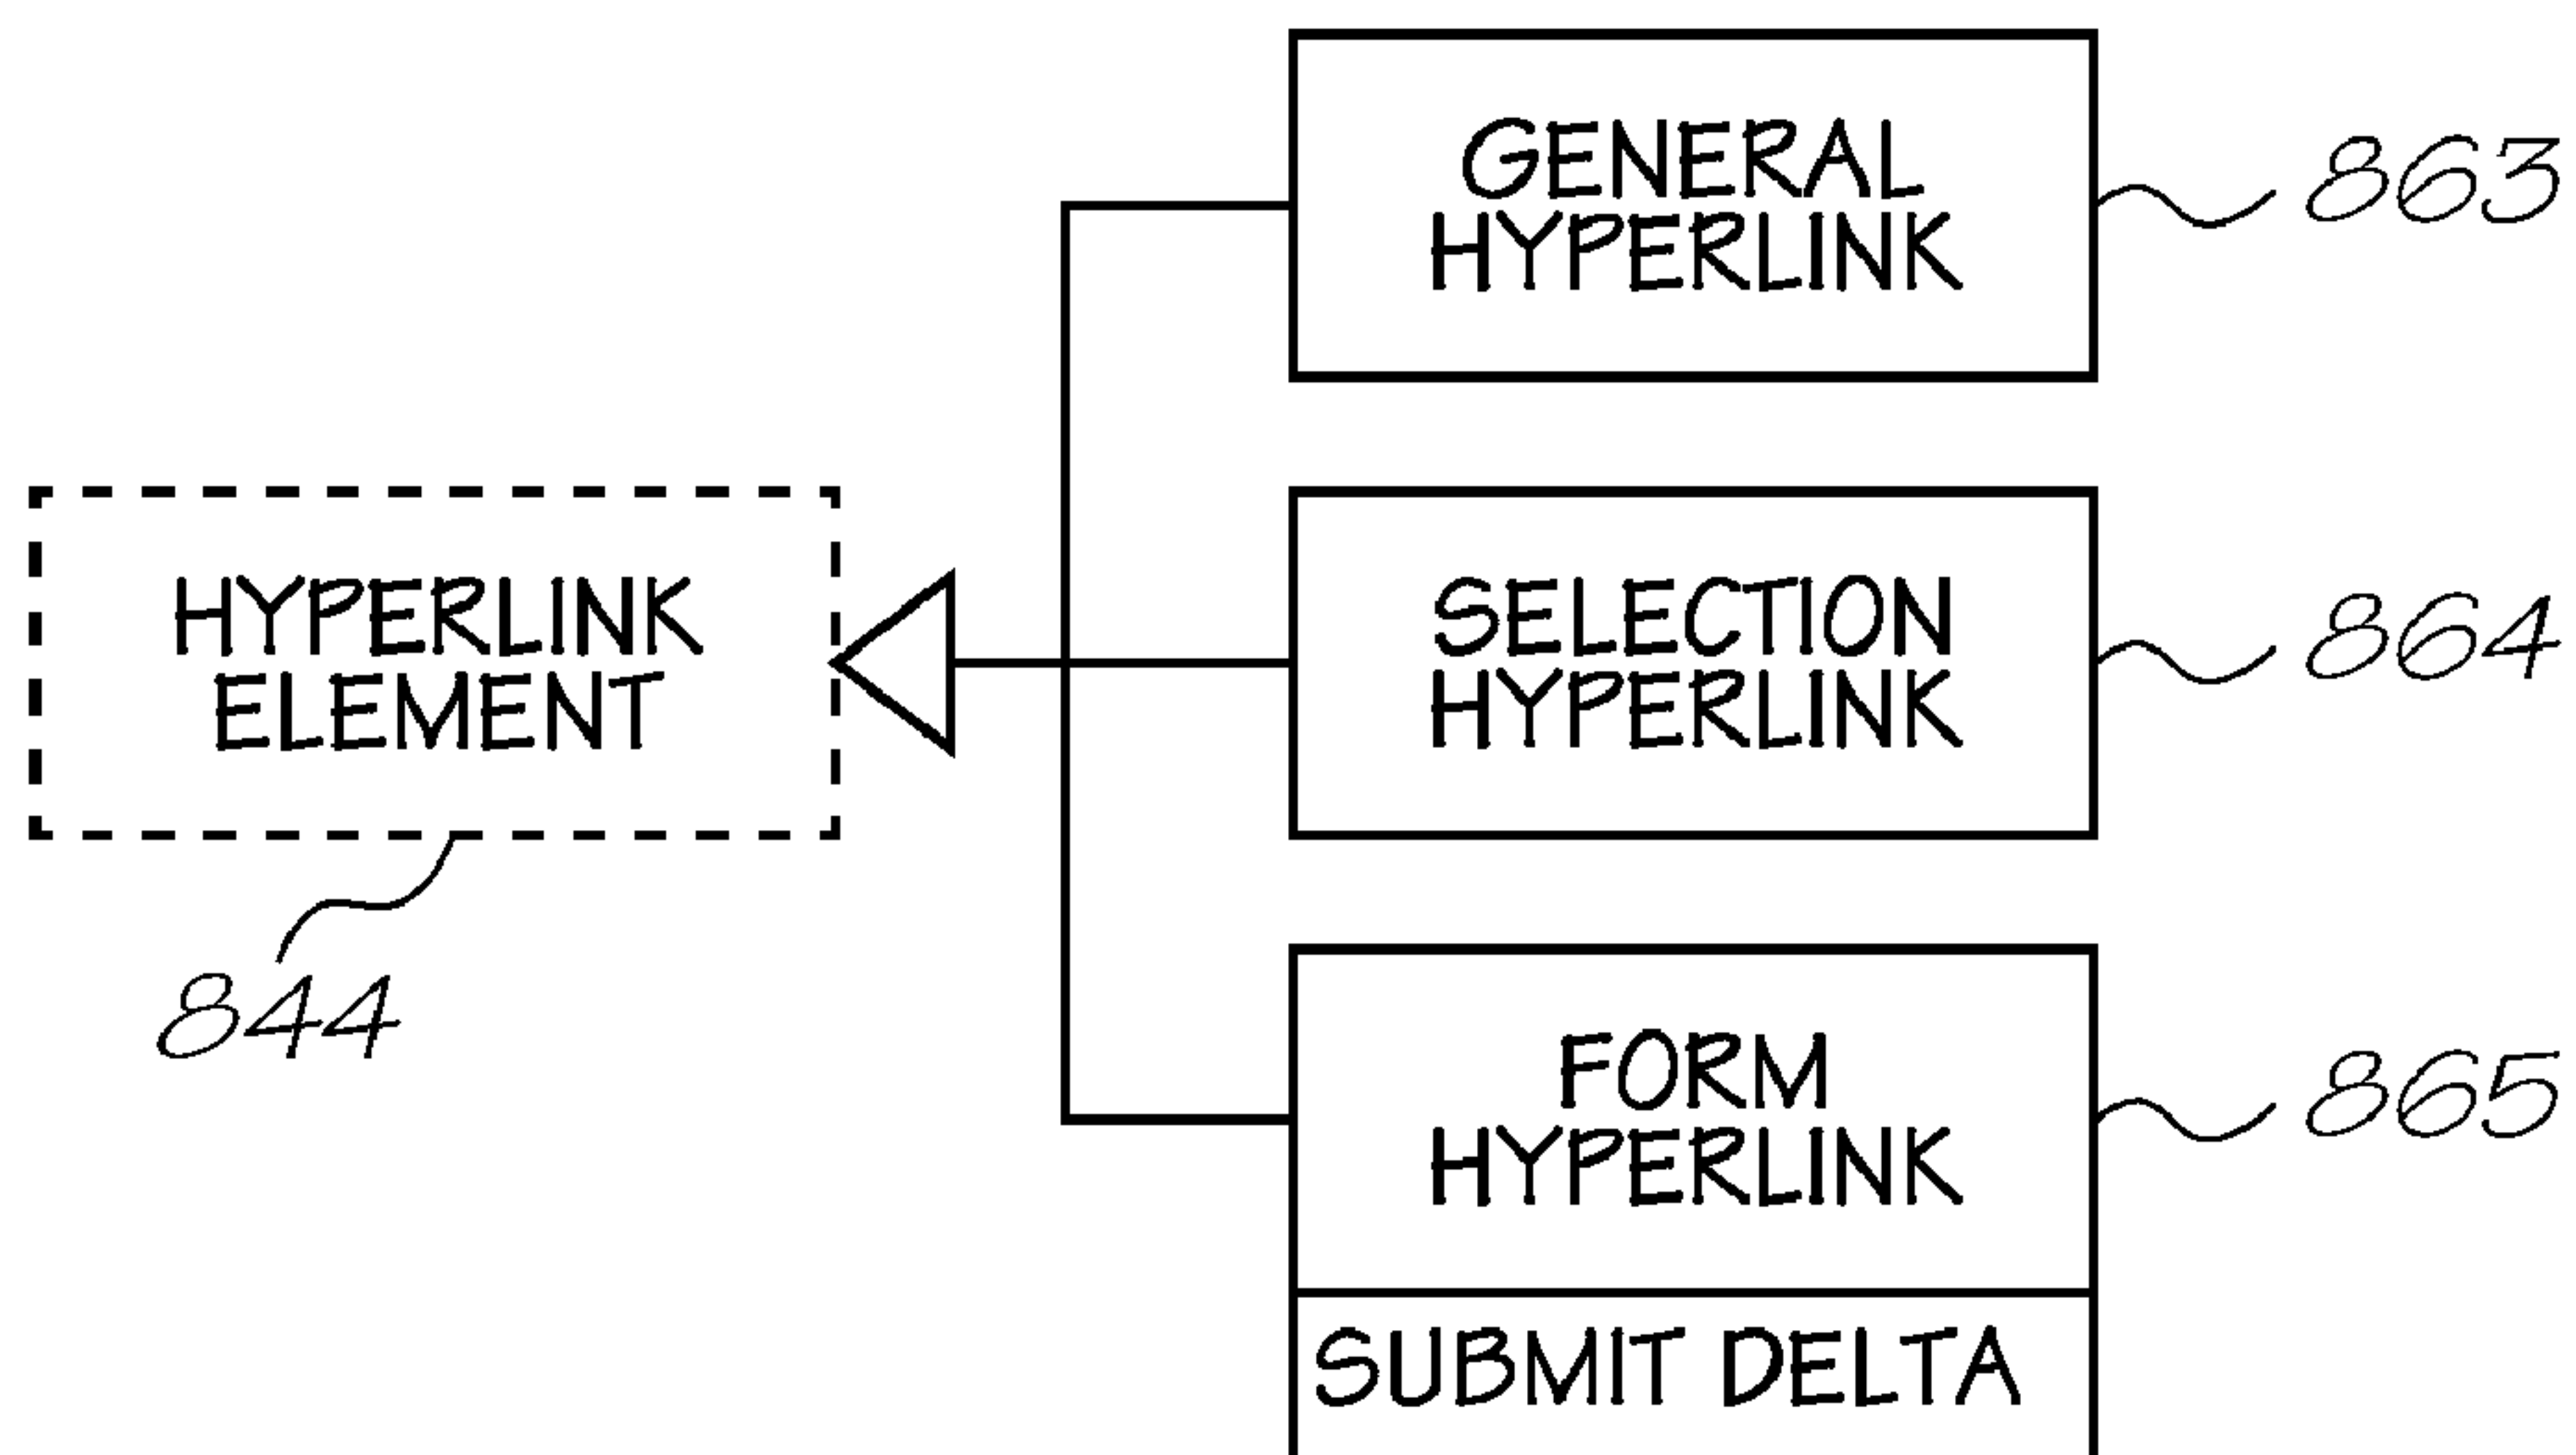 GENERAL
HYPERLINK
863
HYPERLINK
ELEMENT
844
SELECTION
HYPERLINK
864
FORM
HYPERLINK
865
SUBMIT DELTA